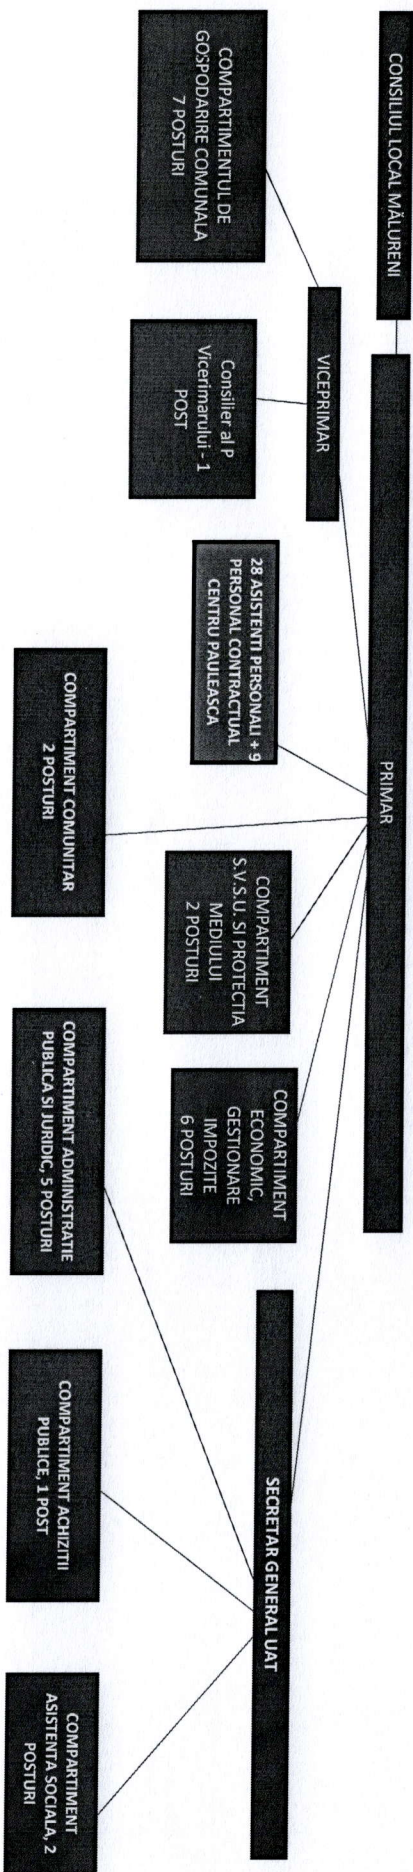 CONSILIUL LOCAL MĂLURENI
PRIMAR
VICEPRIMAR
COMPARTIMENTUL DE
GOSPODARIRE COMUNALA
7 POSTURI
Consilier al P
Vicerimarului - 1
POST
28 ASISTENTI PERSONALI + 9
PERSONAL CONTRACTUAL
CENTRU PAULEASCA
COMPARTIMENT
S.V.S.U. SI PROTECTIA
MEDIULUI
2 POSTURI
COMPARTIMENT
ECONOMIC,
GESTIONARE
IMPOZITE
6 POSTURI
SECRETAR GENERAL UAT
COMPARTIMENT COMUNITAR
2 POSTURI
COMPARTIMENT ADMINISTRATIE
PUBLICA SI JURIDIC, 5 POSTURI
COMPARTIMENT ACHIZITII
PUBLICE, 1 POST
COMPARTIMENT
ASISTENTA SOCIALA, 2
POSTURI